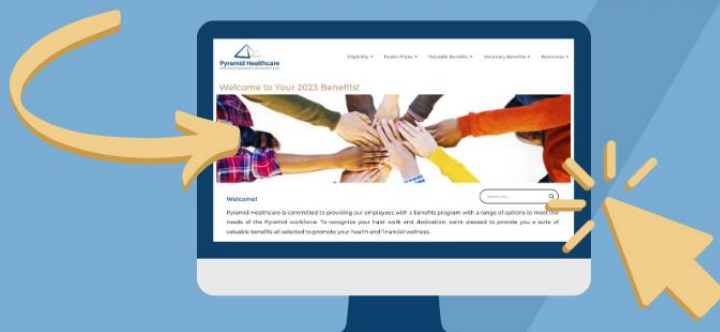 Pyramid Healthcare
Eligibility Health Plans Valuable Benefits Voluntary Benefits Resources
Welcome to Your 2023 Benefits!
Welcome!
Pyramid Healthcare is committed to providing our employees with a benefits program with a range of options to meet the
needs of the Pyramid workforce. To recognize your hard work and dedication, we're pleased to provide you a suite of
valuable benefits all selected to promote your health and financial wellness.